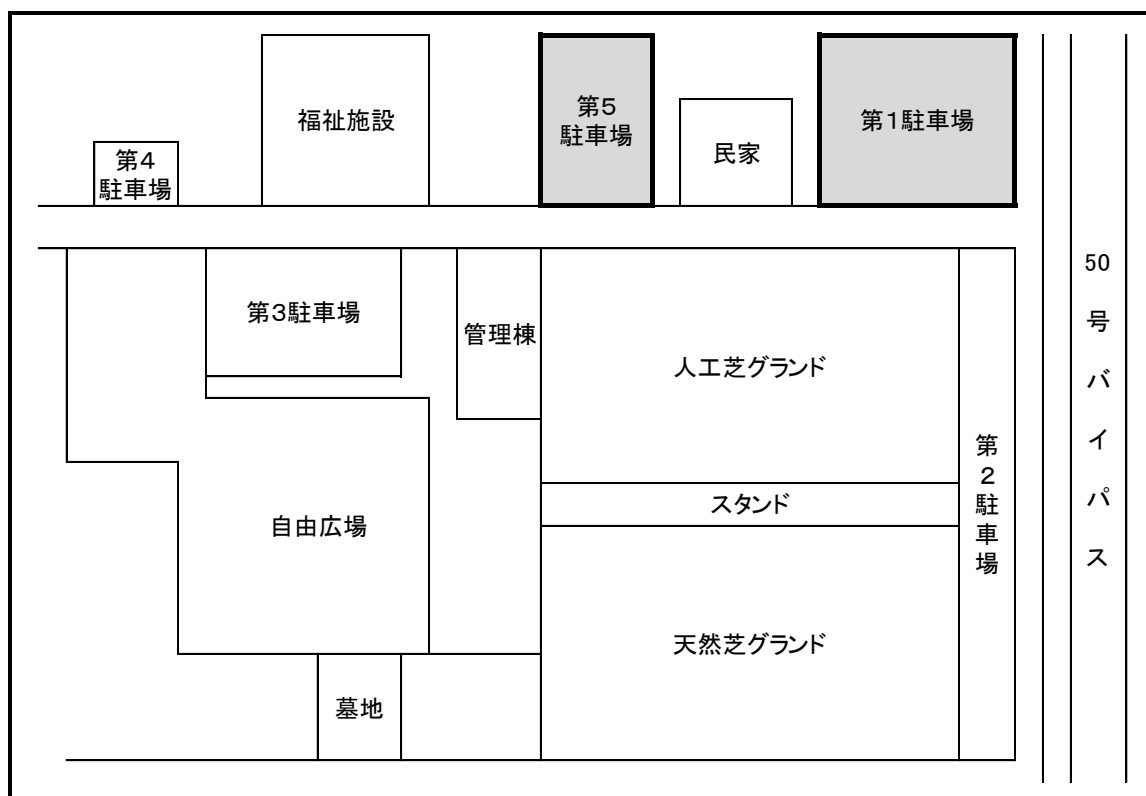 福祉施設
第5
駐車場
第1駐車場
民家
第4
駐車場
第3駐車場
管理棟
人工芝グランド
50号バイパス
第2駐車場
スタンド
自由広場
天然芝グランド
墓地